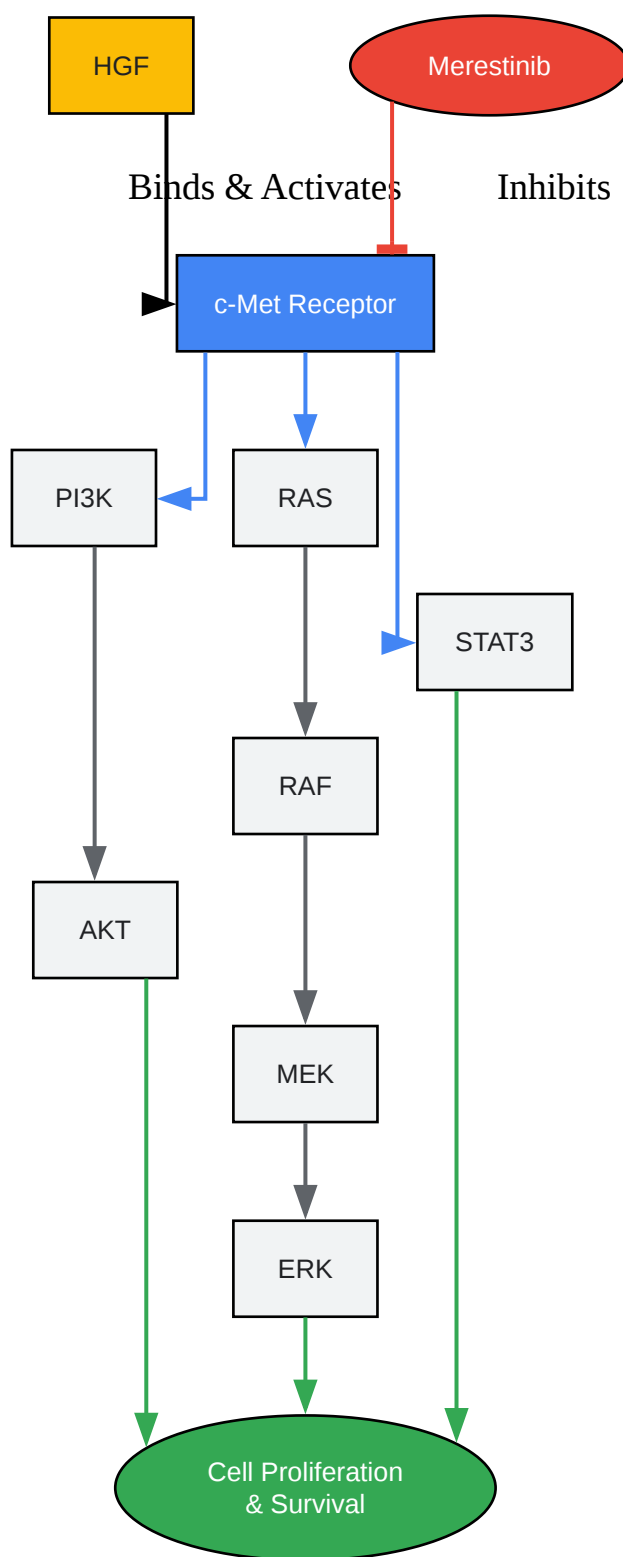 HGF
Merestinib
Binds & Activates
Inhibits
c-Met Receptor
PI3K
RAS
STAT3
RAF
AKT
MEK
ERK
Cell Proliferation
& Survival